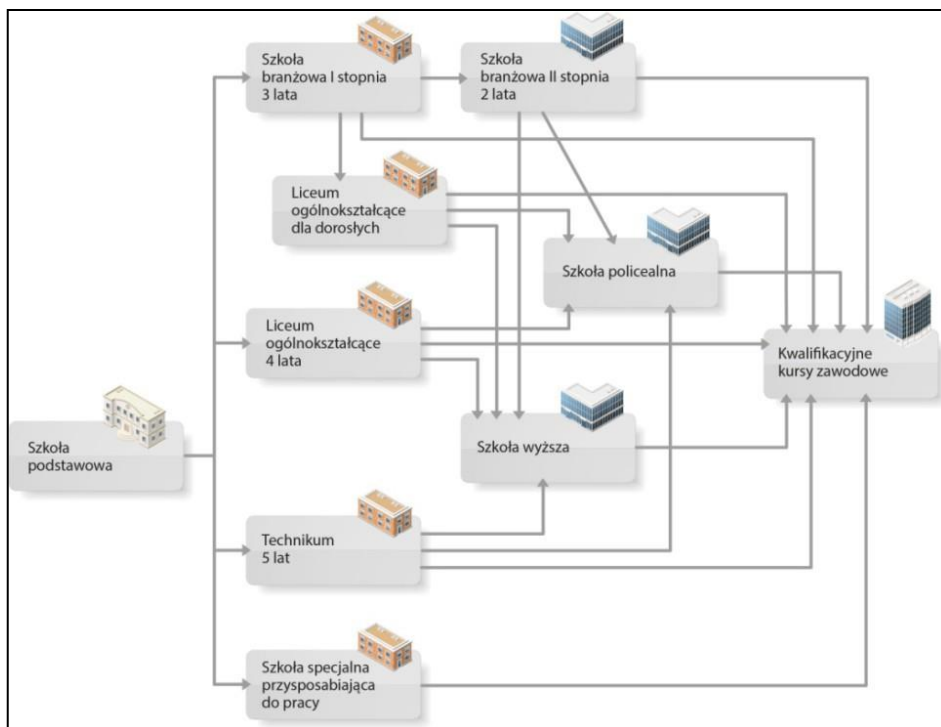 Szkoła
branżowa I stopnia
3 lata
Szkoła
branżowa II stopnia
2 lata
Liceum
ogólnokształcące
dla dorosłych
Szkoła policealna
Liceum
ogólnokształcące
4 lata
Kwalifikacyjne
kursy zawodowe
Szkoła
podstawowa
Szkoła wyższa
Technikum
5 lat
Szkoła specjalna
przysposabiająca
do pracy